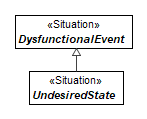 «Situation»
DysfunctionalEvent
«Situation»
UndesiredState